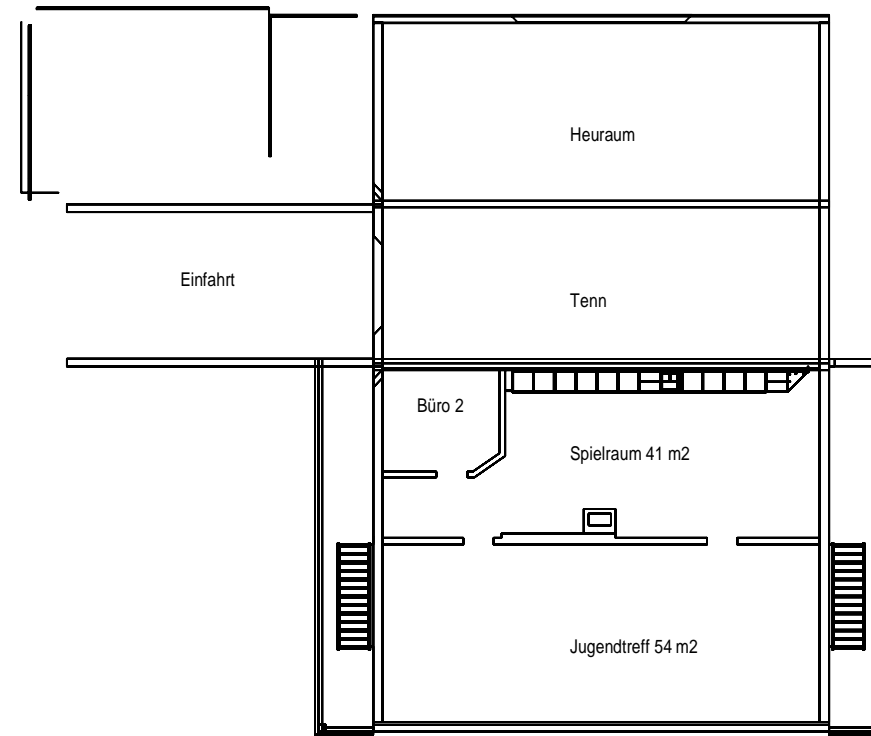 Heuraum
Einfahrt
Tenn
Büro 2
Spielraum 41 m2
Jugendtreff 54 m2